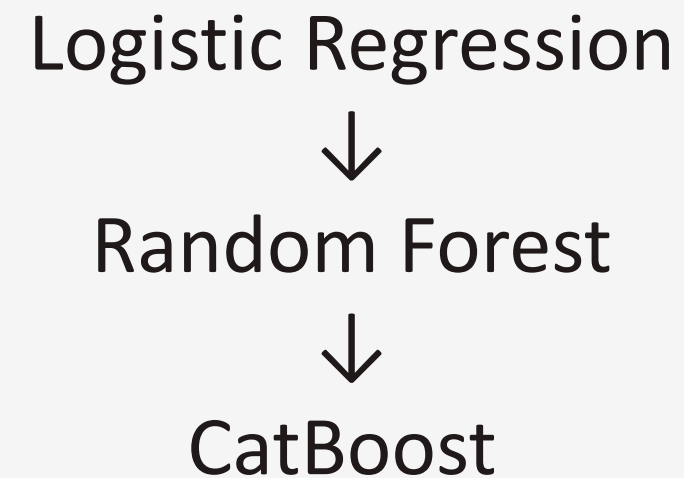 Logistic Regression
↓
Random Forest
↓
CatBoost